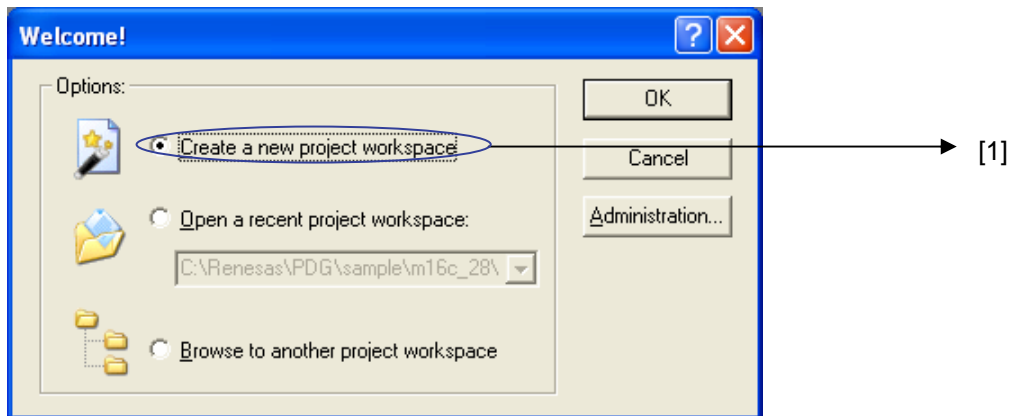 Welcome!
Options:
Create a new project workspace
Open a recent project workspace:
C:\Renesas\PDG\sample\m16c_28\
Browse to another project workspace
OK
Cancel
Administration...
[1]